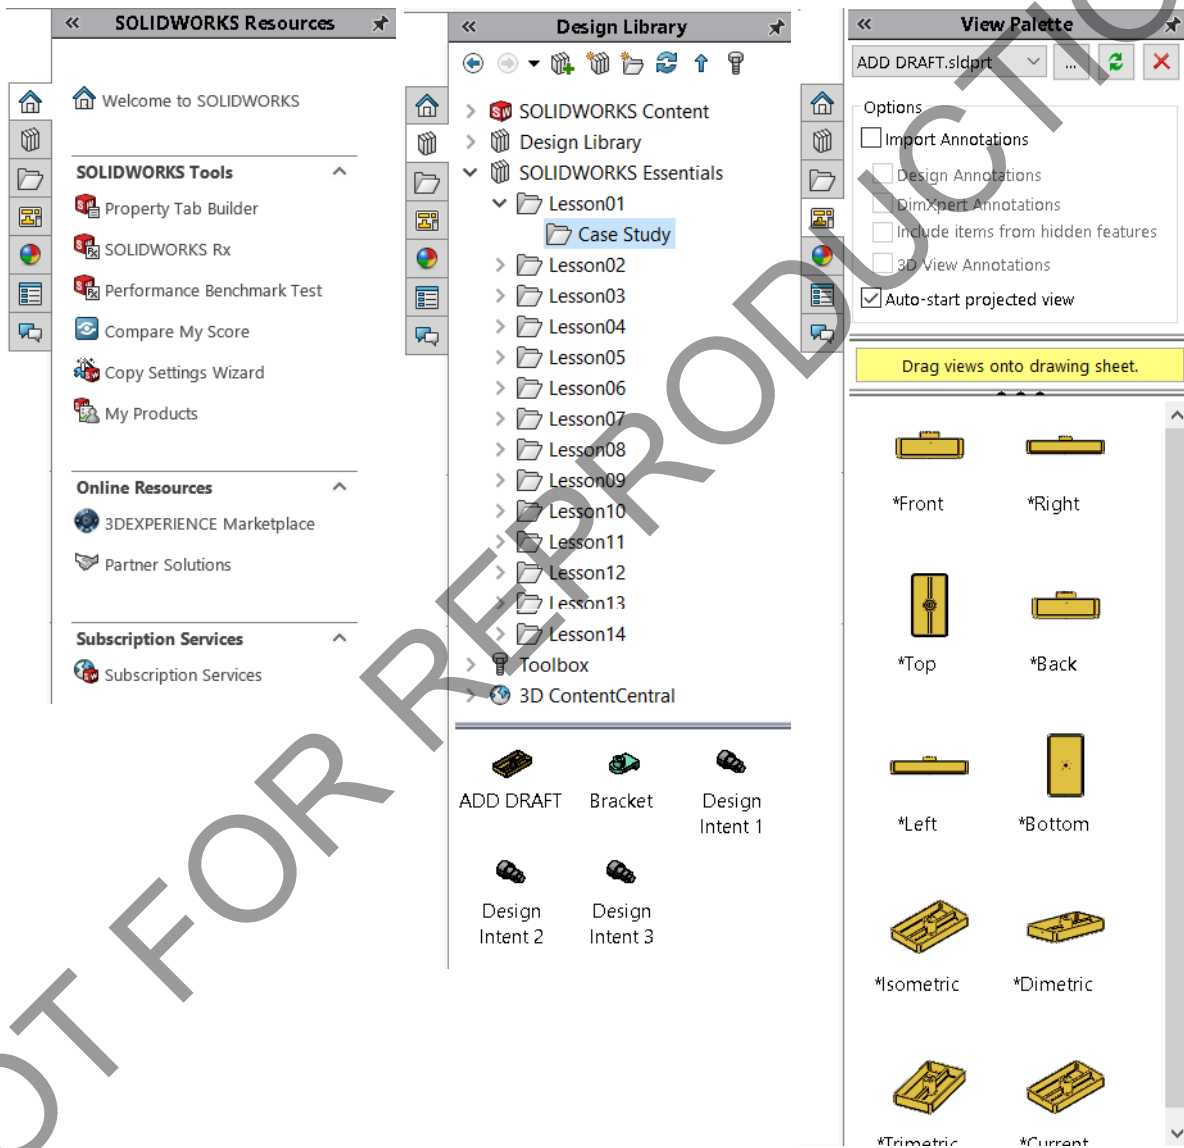 SOLIDWORKS Resources
Welcome to SOLIDWORKS
SOLIDWORKS Tools
Property Tab Builder
SOLIDWORKS Rx
Performance Benchmark Test
Compare My Score
Copy Settings Wizard
My Products
Online Resources
3DEXPERIENCE Marketplace
Partner Solutions
Subscription Services
Subscription Services
Design Library
SOLIDWORKS Content
Design Library
SOLIDWORKS Essentials
Lesson01
Case Study
Lesson02
Lesson03
Lesson04
Lesson05
Lesson06
Lesson07
Lesson08
Lesson09
Lesson10
Lesson11
Lesson12
Lesson13
Lesson14
Toolbox
3D ContentCentral
ADD DRAFT
Bracket
Design
Intent 1
Design
Intent 2
Design
Intent 3
View Palette
ADD DRAFT.sldprt
...
Options
Import Annotations
Design Annotations
DimXpert Annotations
Include items from hidden features
3D View Annotations
Auto-start projected view
Drag views onto drawing sheet.
*Front
*Right
*Top
*Back
*Left
*Bottom
*Isometric
*Dimetric
*Trimetric
*Current
OT FOR REPRODUCTIO